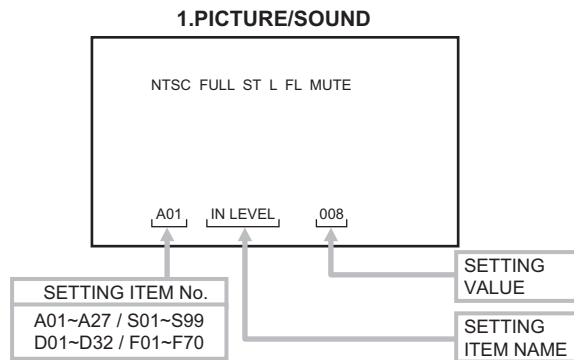 1.PICTURE/SOUND
NTSC FULL ST L FL MUTE
A01 IN LEVEL 008
SETTING ITEM No.
A01~A27 / S01~S99
D01~D32 / F01~F70
SETTING
VALUE
SETTING
ITEM NAME